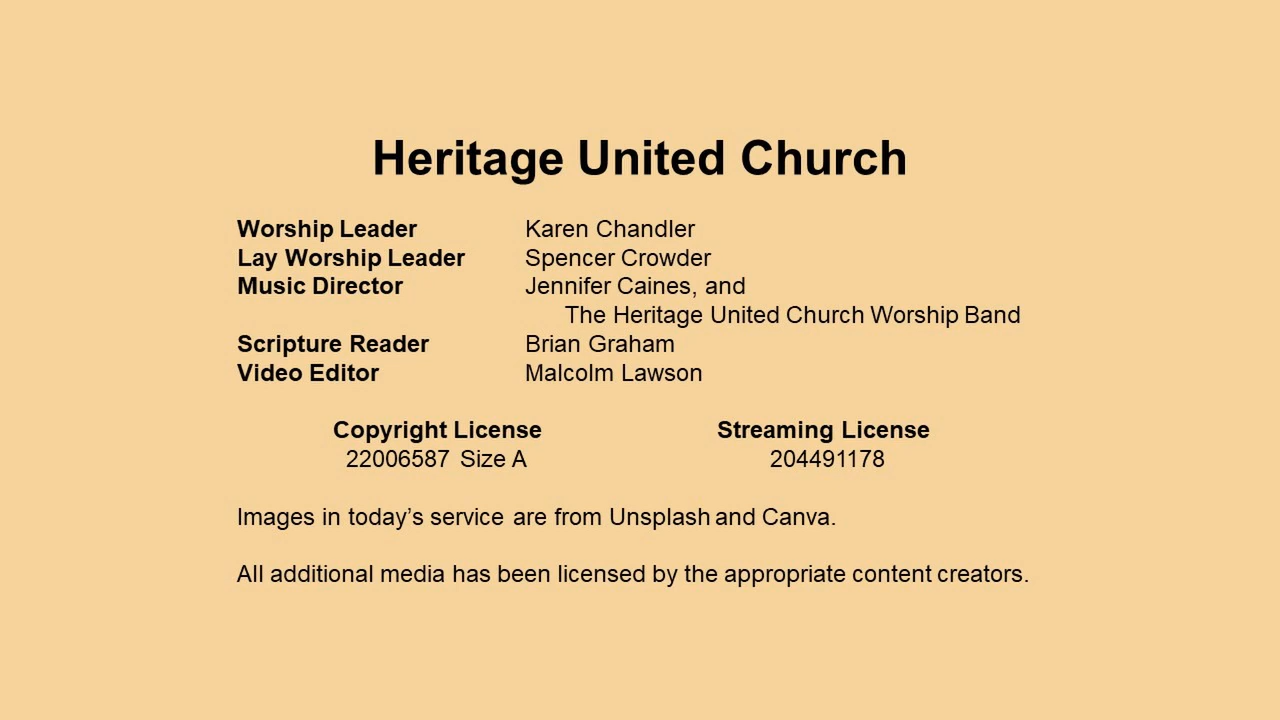 Heritage United Church
Worship Leader Karen Chandler
Lay Worship Leader Spencer Crowder
Music Director Jennifer Caines, and
The Heritage United Church Worship Band
Scripture Reader Brian Graham
Video Editor Malcolm Lawson
Copyright License Streaming License
22006587 Size A 204491178
Images in today’s service are from Unsplash and Canva.
All additional media has been licensed by the appropriate content creators.